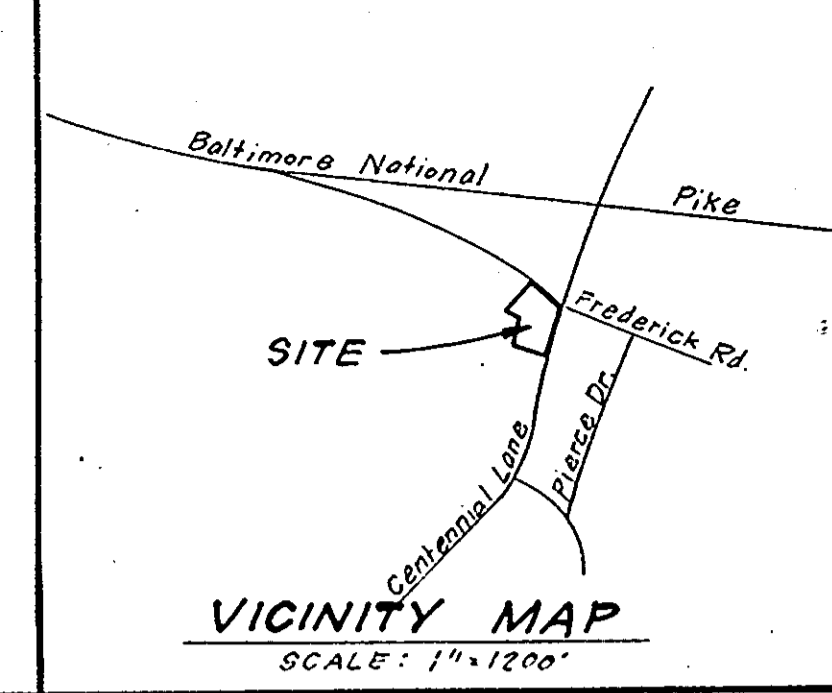 Baltimore National Pike
Frederick Rd.
SITE
Pierce Dr.
Centennial Lane
VICINITY MAP
SCALE: 1"=1200'